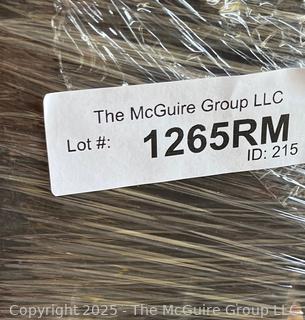 The McGuire Group LLC
Lot #: 1265RM
ID: 215
Copyright 2025 - The McGuire Group LLC